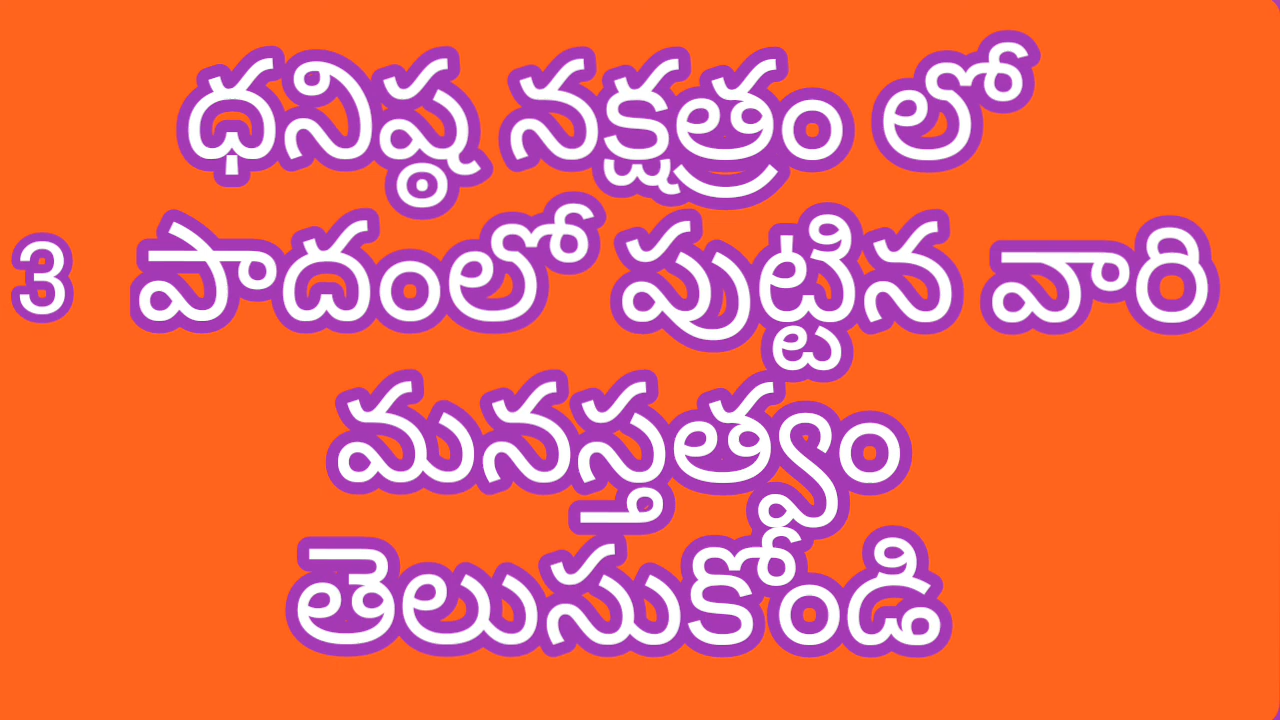 ధనిష్ఠ నక్షత్రం లో
3 పాదంలో పుట్టిన వారి
మనస్తత్వం
తెలుసుకోండి